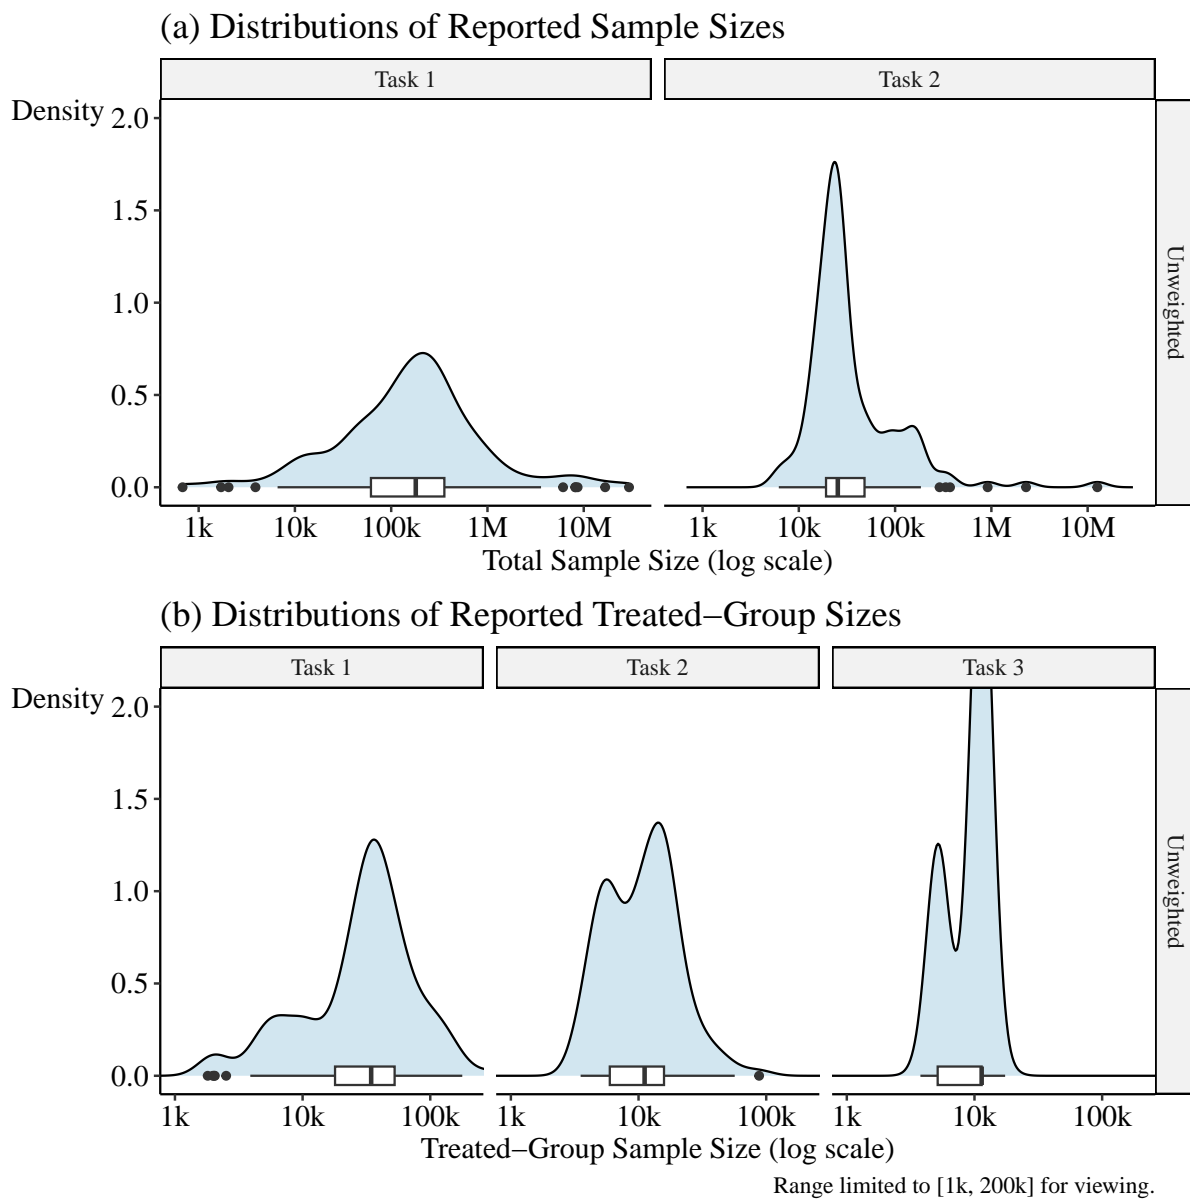 (a) Distributions of Reported Sample Sizes
Task 1
Task 2
Density
2.0
1.5
1.0
0.5
0.0
Unweighted
1k 10k 100k 1M 10M
1k 10k 100k 1M 10M
Total Sample Size (log scale)
(b) Distributions of Reported Treated−Group Sizes
Task 1
Task 2
Task 3
Density
2.0
1.5
1.0
0.5
0.0
Unweighted
1k 10k 100k
1k 10k 100k
1k 10k 100k
Treated−Group Sample Size (log scale)
Range limited to [1k, 200k] for viewing.